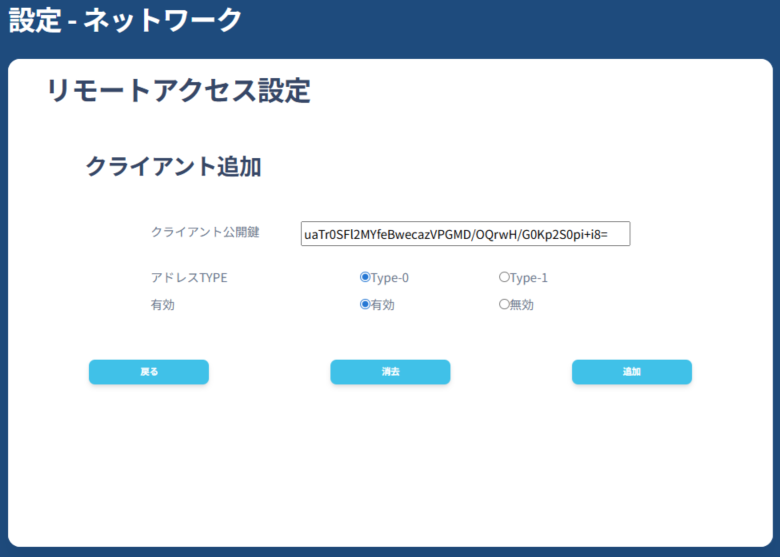 設定 - ネットワーク
リモートアクセス設定
クライアント追加
クライアント公開鍵 uaTr0SFl2MYfeBwecazVPGMD/OQrwH/G0Kp2S0pi+i8=
アドレスTYPE Type-0 Type-1
有効 有効 無効
戻る 消去 追加